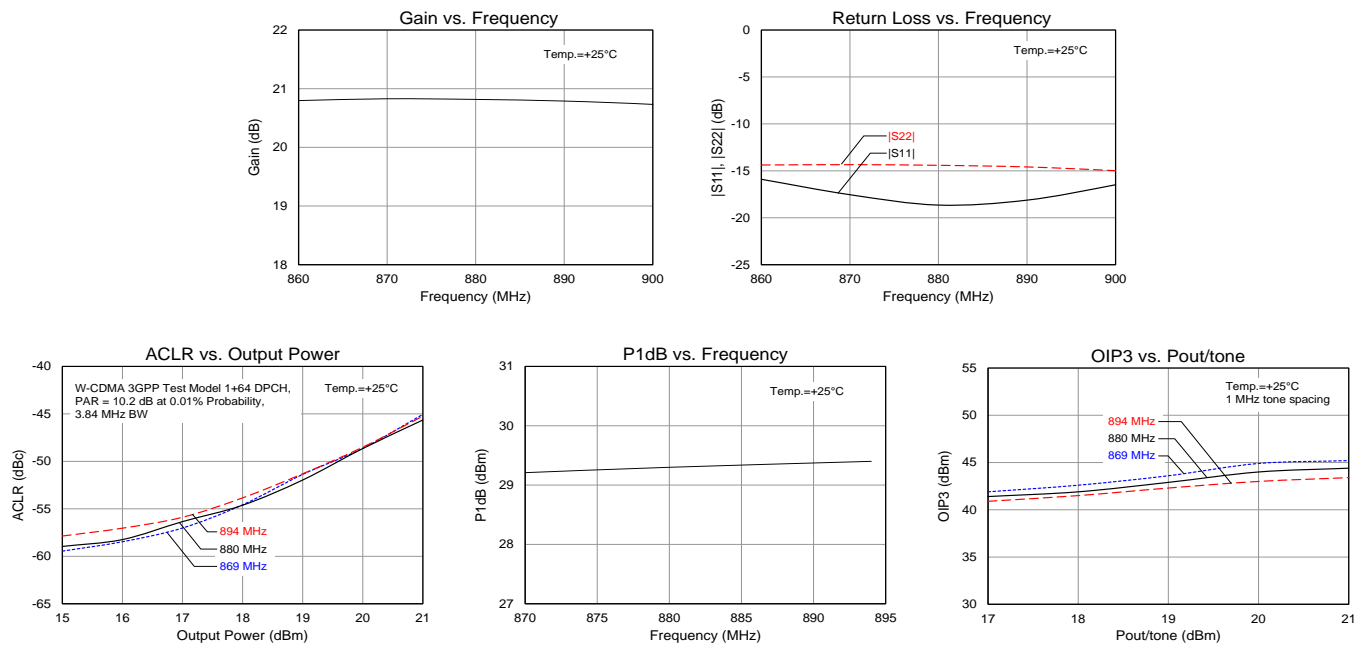 Gain vs. Frequency
22
21
20
19
18
Gain (dB)
Temp.=+25°C
860
870
880
890
900
Frequency (MHz)
Return Loss vs. Frequency
0
-5
-10
-15
-20
-25
|S11|, |S22| (dB)
Temp.=+25°C
|S22|
|S11|
860
870
880
890
900
Frequency (MHz)
ACLR vs. Output Power
-40
-45
-50
-55
-60
-65
ACLR (dBc)
W-CDMA 3GPP Test Model 1+64 DPCH,
PAR = 10.2 dB at 0.01% Probability,
3.84 MHz BW
Temp.=+25°C
894 MHz
880 MHz
869 MHz
15
16
17
18
19
20
21
Output Power (dBm)
P1dB vs. Frequency
31
30
29
28
27
P1dB (dBm)
Temp.=+25°C
870
875
880
885
890
895
Frequency (MHz)
OIP3 vs. Pout/tone
55
50
45
40
35
30
OIP3 (dBm)
Temp.=+25°C
1 MHz tone spacing
894 MHz
880 MHz
869 MHz
17
18
19
20
21
Pout/tone (dBm)